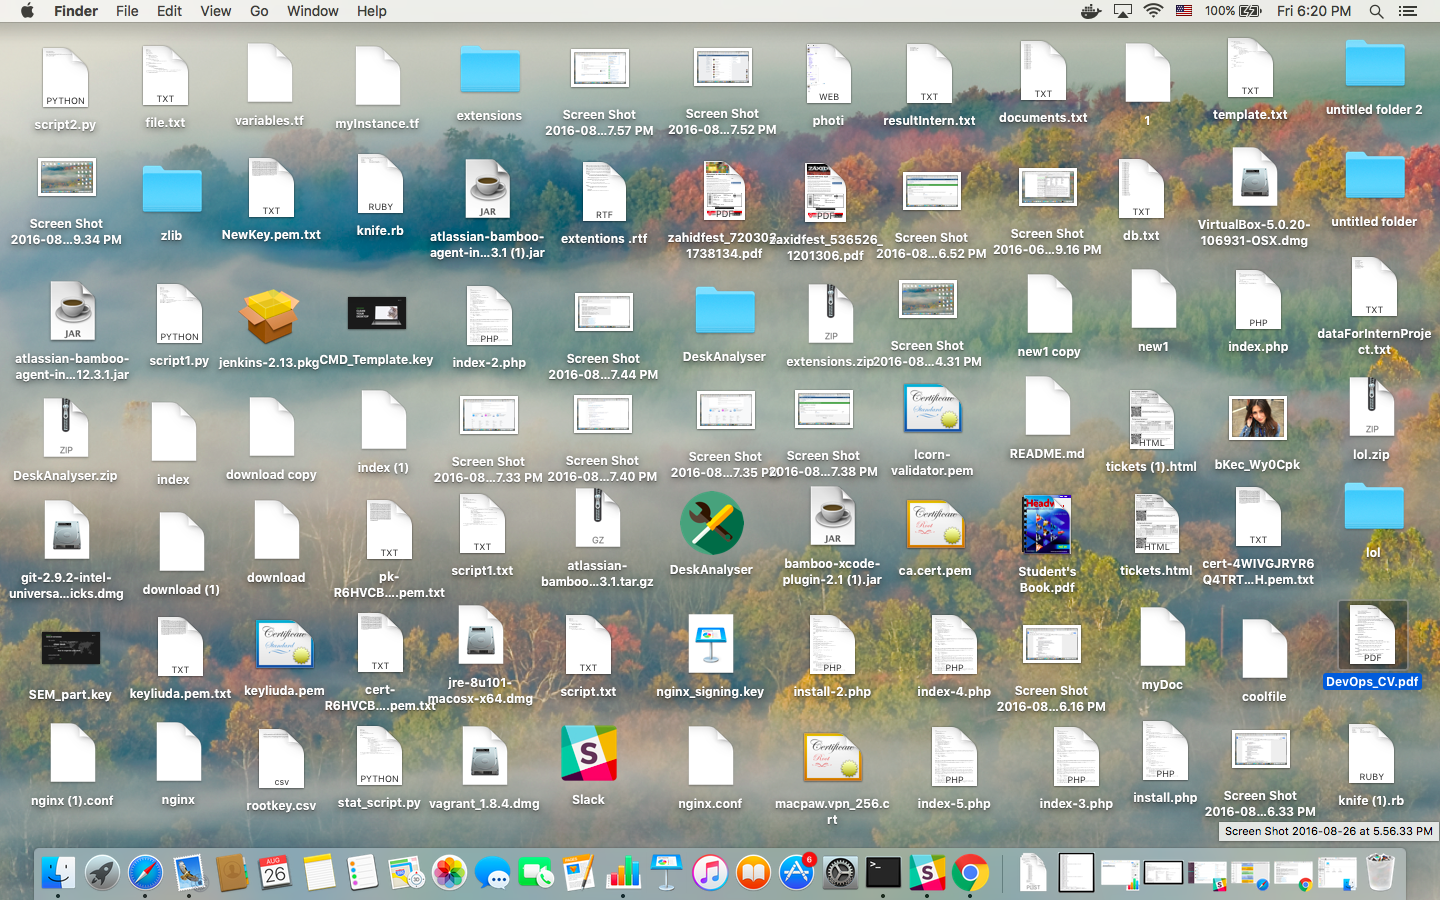 Finder File Edit View Go Window Help 100% Fri 6:20 PM
PYTHON
script2.py
TXT
file.txt
variables.tf
myInstance.tf
extensions
Screen Shot
2016-08...7.57 PM
Screen Shot
2016-08...7.52 PM
WEB
photi
TXT
resultIntern.txt
TXT
documents.txt
1
TXT
template.txt
untitled folder 2
Screen Shot
2016-08...9.34 PM
zlib
TXT
NewKey.pem.txt
RUBY
knife.rb
JAR
atlassian-bamboo-
agent-in...3.1 (1).jar
RTF
extentions .rtf
PDF
zahidfest_720302
1738134.pdf
ZAXID
PDF
zaxidfest_536526_
1201306.pdf
Screen Shot
2016-08...6.52 PM
Screen Shot
2016-06...9.16 PM
TXT
db.txt
VirtualBox-5.0.20-
106931-OSX.dmg
untitled folder
JAR
atlassian-bamboo-
agent-in...12.3.1.jar
PYTHON
script1.py
jenkins-2.13.pkg
CMD_Template.key
PHP
index-2.php
Screen Shot
2016-08...7.44 PM
DeskAnalyser
ZIP
extensions.zip
Screen Shot
2016-08...4.31 PM
new1 copy
new1
PHP
index.php
TXT
dataForInternProje
ct.txt
ZIP
DeskAnalyser.zip
index
download copy
index (1)
Screen Shot
2016-08...7.33 PM
Screen Shot
2016-08...7.40 PM
Screen Shot
2016-08...7.35 PM
Screen Shot
2016-08...7.38 PM
Certificate
Standard
lcorn-
validator.pem
README.md
HTML
tickets (1).html
bKec_Wy0Cpk
ZIP
lol.zip
git-2.9.2-intel-
universa...icks.dmg
download (1)
download
TXT
pk-
R6HVCB....pem.txt
TXT
script1.txt
GZ
atlassian-
bamboo...3.1.tar.gz
DeskAnalyser
JAR
bamboo-xcode-
plugin-2.1 (1).jar
Certificate
Root
ca.cert.pem
Headw
Student's
Book.pdf
HTML
tickets.html
TXT
cert-4WIVGJRYR6
Q4TRT...H.pem.txt
lol
SEM_part.key
TXT
keyliuda.pem.txt
Certificate
Standard
keyliuda.pem
TXT
cert-
R6HVCB....pem.txt
jre-8u101-
macosx-x64.dmg
TXT
script.txt
nginx_signing.key
PHP
install-2.php
PHP
index-4.php
Screen Shot
2016-08...6.16 PM
myDoc
coolfile
PDF
DevOps_CV.pdf
nginx (1).conf
nginx
csv
rootkey.csv
PYTHON
stat_script.py
vagrant_1.8.4.dmg
S
Slack
nginx.conf
Certificate
Root
macpaw.vpn_256.c
rt
PHP
index-5.php
PHP
index-3.php
PHP
install.php
Screen Shot
2016-08...6.33 PM
RUBY
knife (1).rb
Screen Shot 2016-08-26 at 5.56.33 PM
AUG
26
6